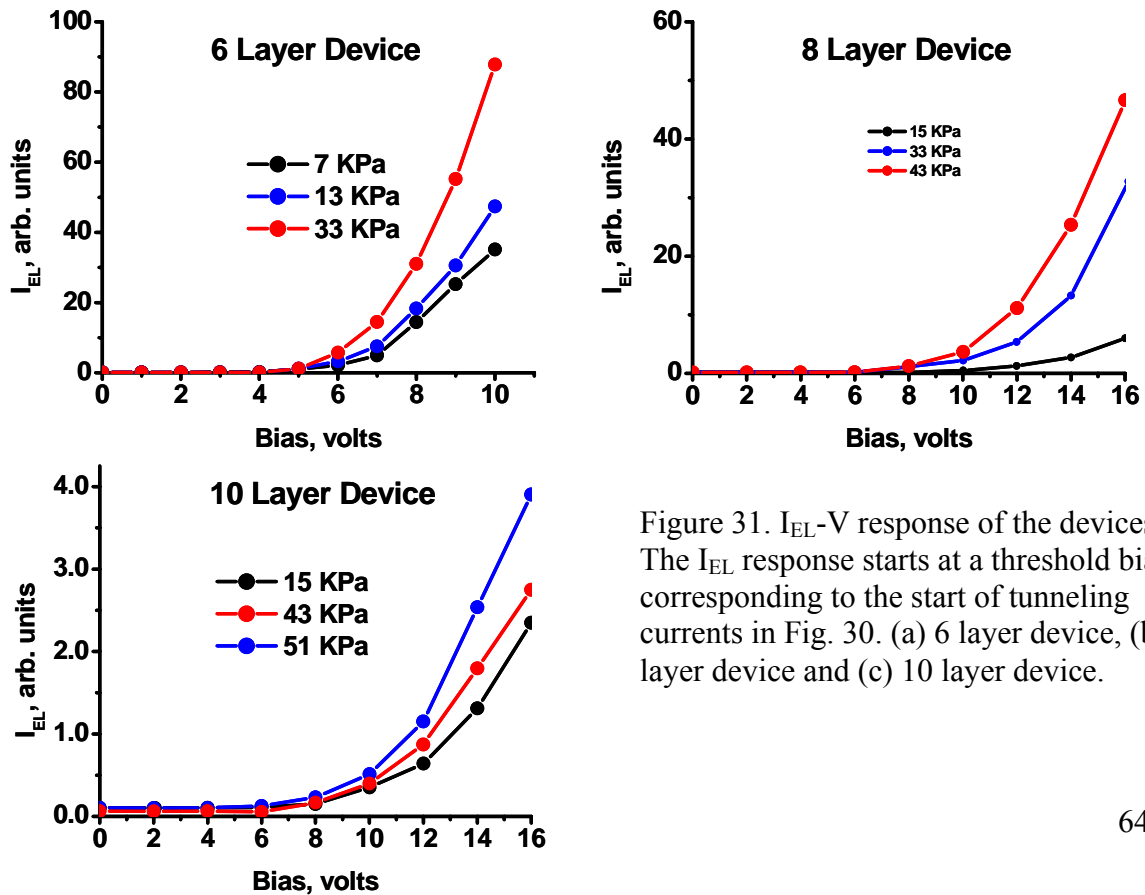 6 Layer Device
100
80
60
40
20
0
I_EL, arb. units
7 KPa
13 KPa
33 KPa
0 2 4 6 8 10
Bias, volts
8 Layer Device
60
40
20
0
I_EL, arb. units
15 KPa
33 KPa
43 KPa
0 2 4 6 8 10 12 14 16
Bias, volts
10 Layer Device
4.0
3.0
2.0
1.0
0.0
I_EL, arb. units
15 KPa
43 KPa
51 KPa
0 2 4 6 8 10 12 14 16
Bias, volts
Figure 31. I_EL-V response of the devices
The I_EL response starts at a threshold
corresponding to the start of tunneling
currents in Fig. 30. (a) 6 layer device,
layer device and (c) 10 layer device.
64